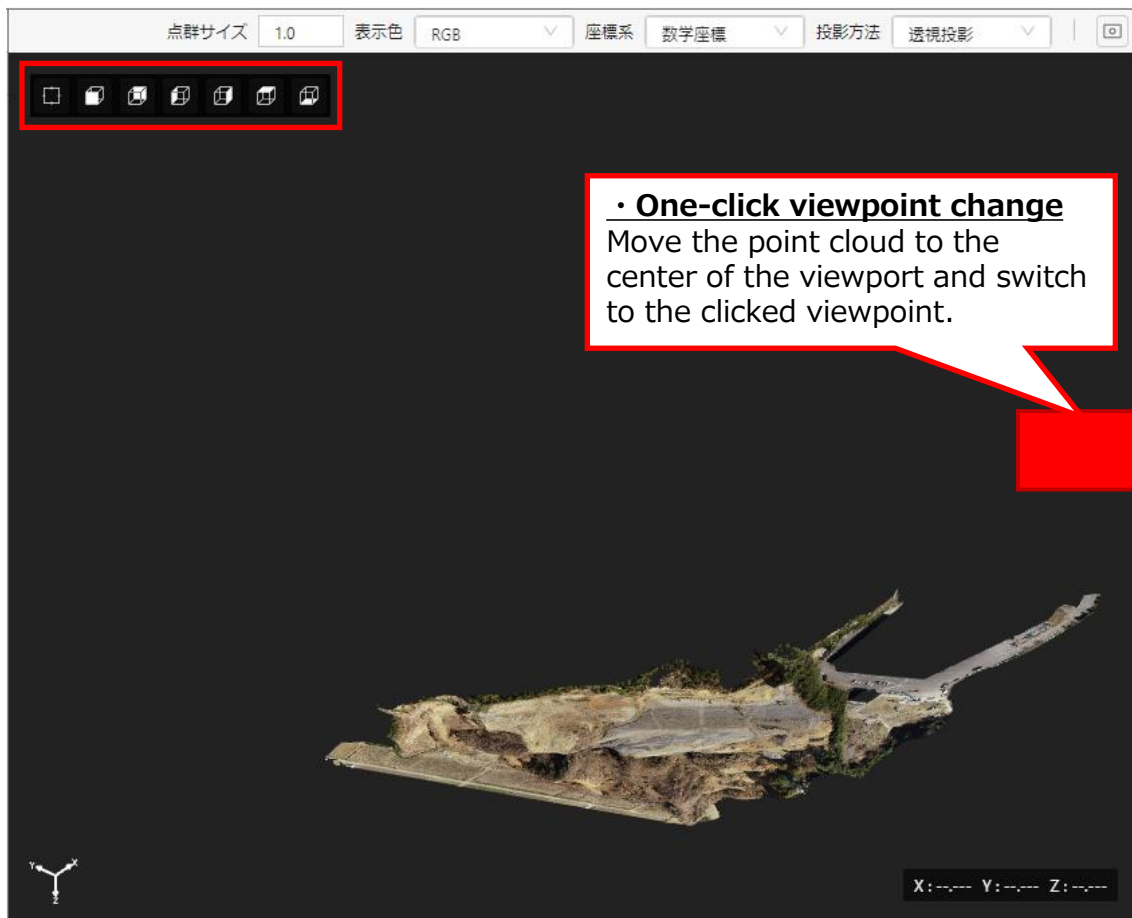 点群サイズ 1.0 表示色 RGB 座標系 数学座標 投影方法 透視投影
・One-click viewpoint change
Move the point cloud to the
center of the viewport and switch
to the clicked viewpoint.
Y X
Z
X:--.--- Y:--.--- Z:--.---